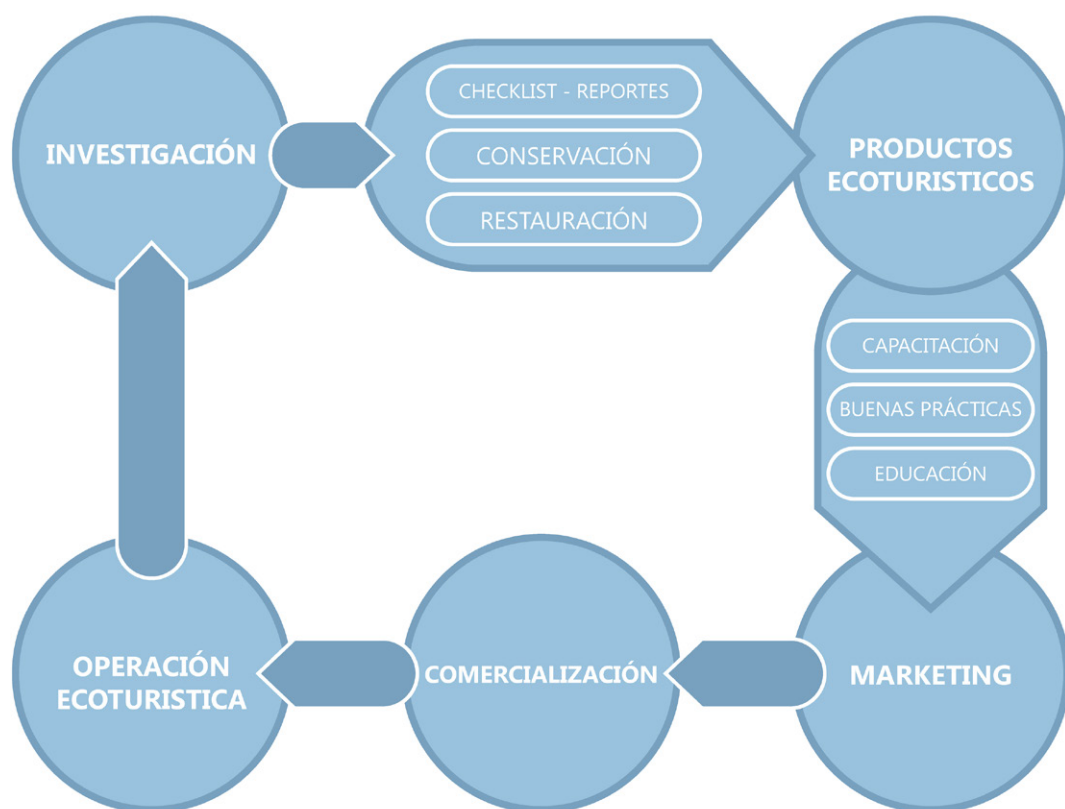 INVESTIGACIÓN
CHECKLIST - REPORTES
CONSERVACIÓN
RESTAURACIÓN
PRODUCTOS
ECOTURISTICOS
CAPACITACIÓN
BUENAS PRÁCTICAS
EDUCACIÓN
MARKETING
COMERCIALIZACIÓN
OPERACIÓN
ECOTURISTICA